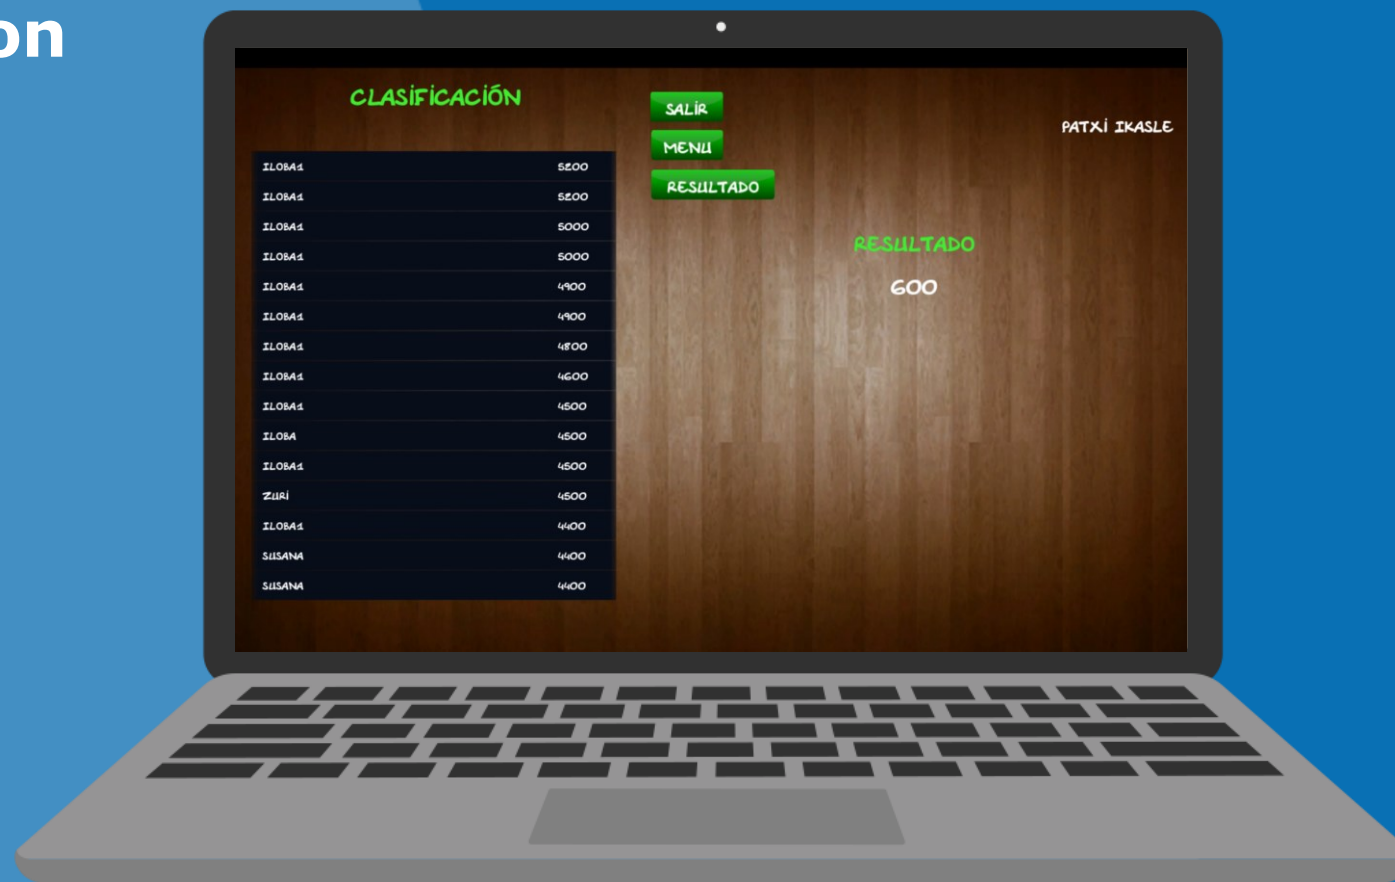 on
CLASIFICACIÓN
ILOBA1 5200
ILOBA1 5200
ILOBA1 5000
ILOBA1 5000
ILOBA1 4900
ILOBA1 4900
ILOBA1 4800
ILOBA1 4600
ILOBA1 4500
ILOBA 4500
ILOBA1 4500
ZURI 4500
ILOBA1 4400
SUSANA 4400
SUSANA 4400
SALIR
MENU
RESULTADO
PATXI IKASLE
RESULTADO
600